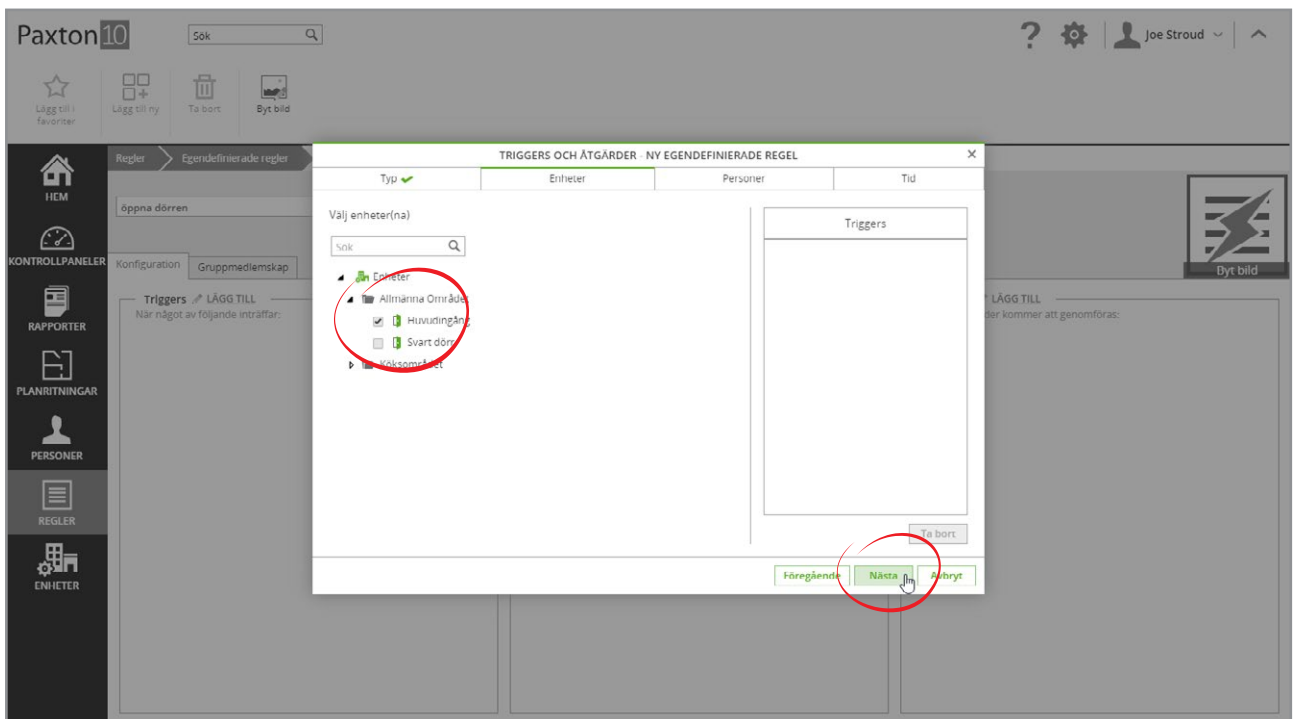 Paxton10
Sök
Joe Stroud
Lägg till i
favoriter
Lägg till ny
Ta bort
Byt bild
HEM
KONTROLLPANELER
RAPPORTER
PLANRITNINGAR
PERSONER
REGLER
ENHETER
Regler
Egendefinierade regler
öppna dörren
Konfiguration
Gruppmedlemskap
Triggers LÄGG TILL
När något av följande inträffar:
TRIGGERS OCH ÅTGÄRDER - NY EGENDEFINIERADE REGEL
Typ
Enheter
Personer
Tid
Välj enheter(na)
Sök
Enheter
Allmänna Området
Huvudingång
Svart dörr
Köksområdet
Triggers
Ta bort
Föregående
Nästa
Avbryt
Byt bild
LÄGG TILL
der kommer att genomföras: